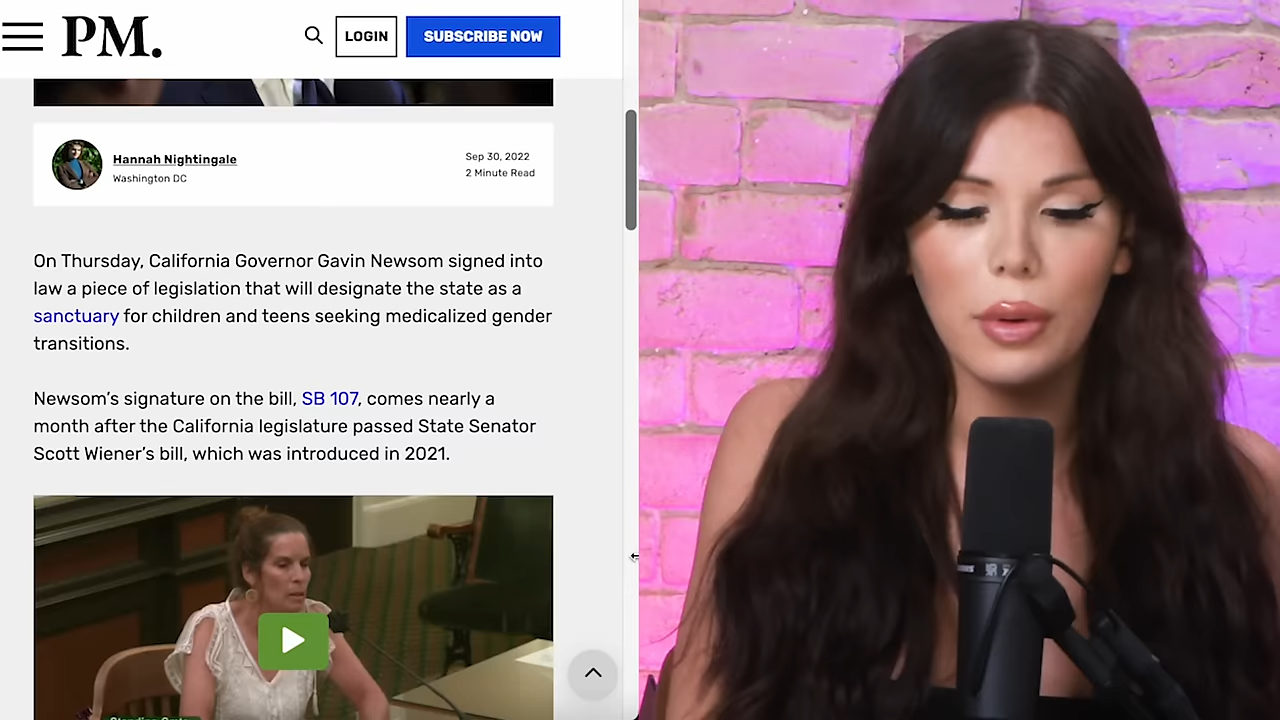 PM.
LOGIN
SUBSCRIBE NOW
Hannah Nightingale
Washington DC
Sep 30, 2022
2 Minute Read
On Thursday, California Governor Gavin Newsom signed into
law a piece of legislation that will designate the state as a
sanctuary for children and teens seeking medicalized gender
transitions.
Newsom's signature on the bill, SB 107, comes nearly a
month after the California legislature passed State Senator
Scott Wiener's bill, which was introduced in 2021.